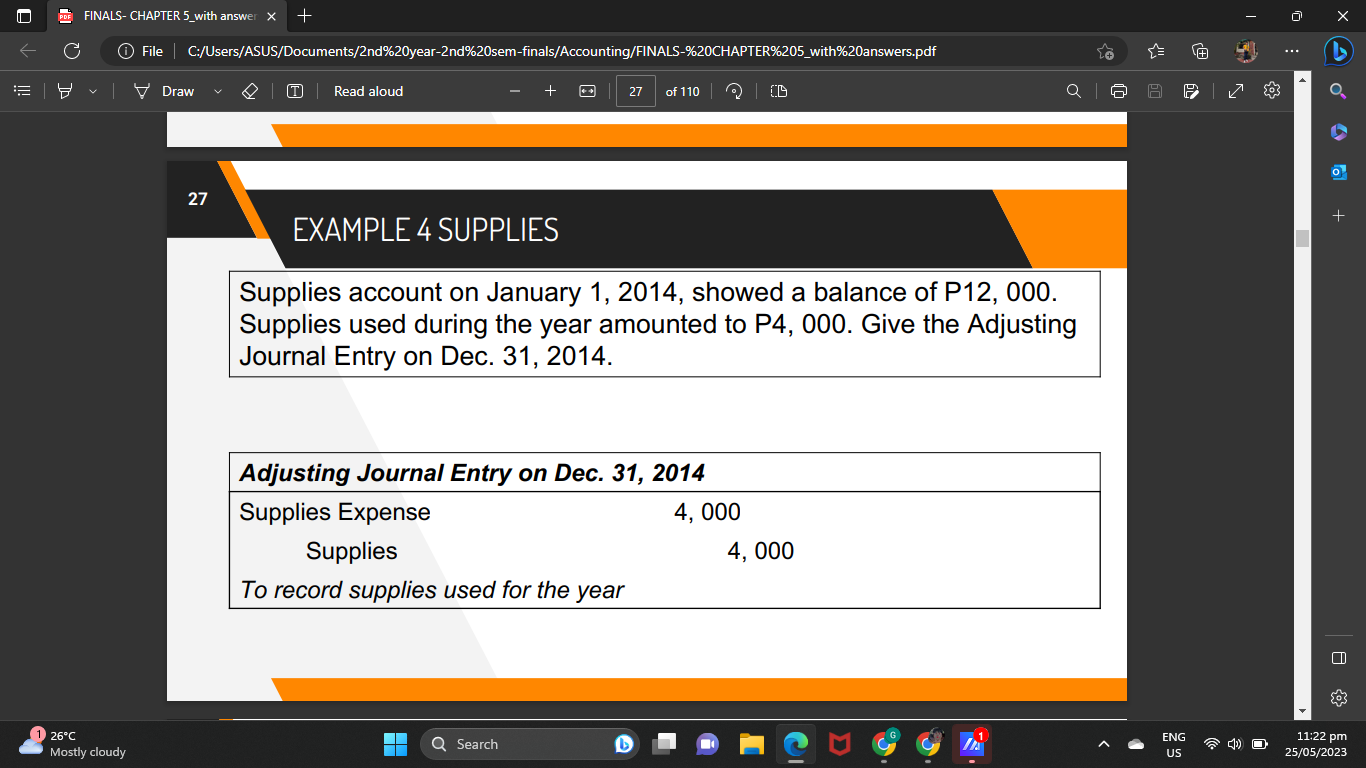 FINALS- CHAPTER 5_with answer
File
C:/Users/ASUS/Documents/2nd%20year-2nd%20sem-finals/Accounting/FINALS-%20CHAPTER%205_with%20answers.pdf
Draw
Read aloud
27 of 110
27
EXAMPLE 4 SUPPLIES
Supplies account on January 1, 2014, showed a balance of P12, 000.
Supplies used during the year amounted to P4, 000. Give the Adjusting
Journal Entry on Dec. 31, 2014.
Adjusting Journal Entry on Dec. 31, 2014
Supplies Expense 4, 000
Supplies 4, 000
To record supplies used for the year
1
26°C
Mostly cloudy
Search
G
1
ENG
US
11:22 pm
25/05/2023